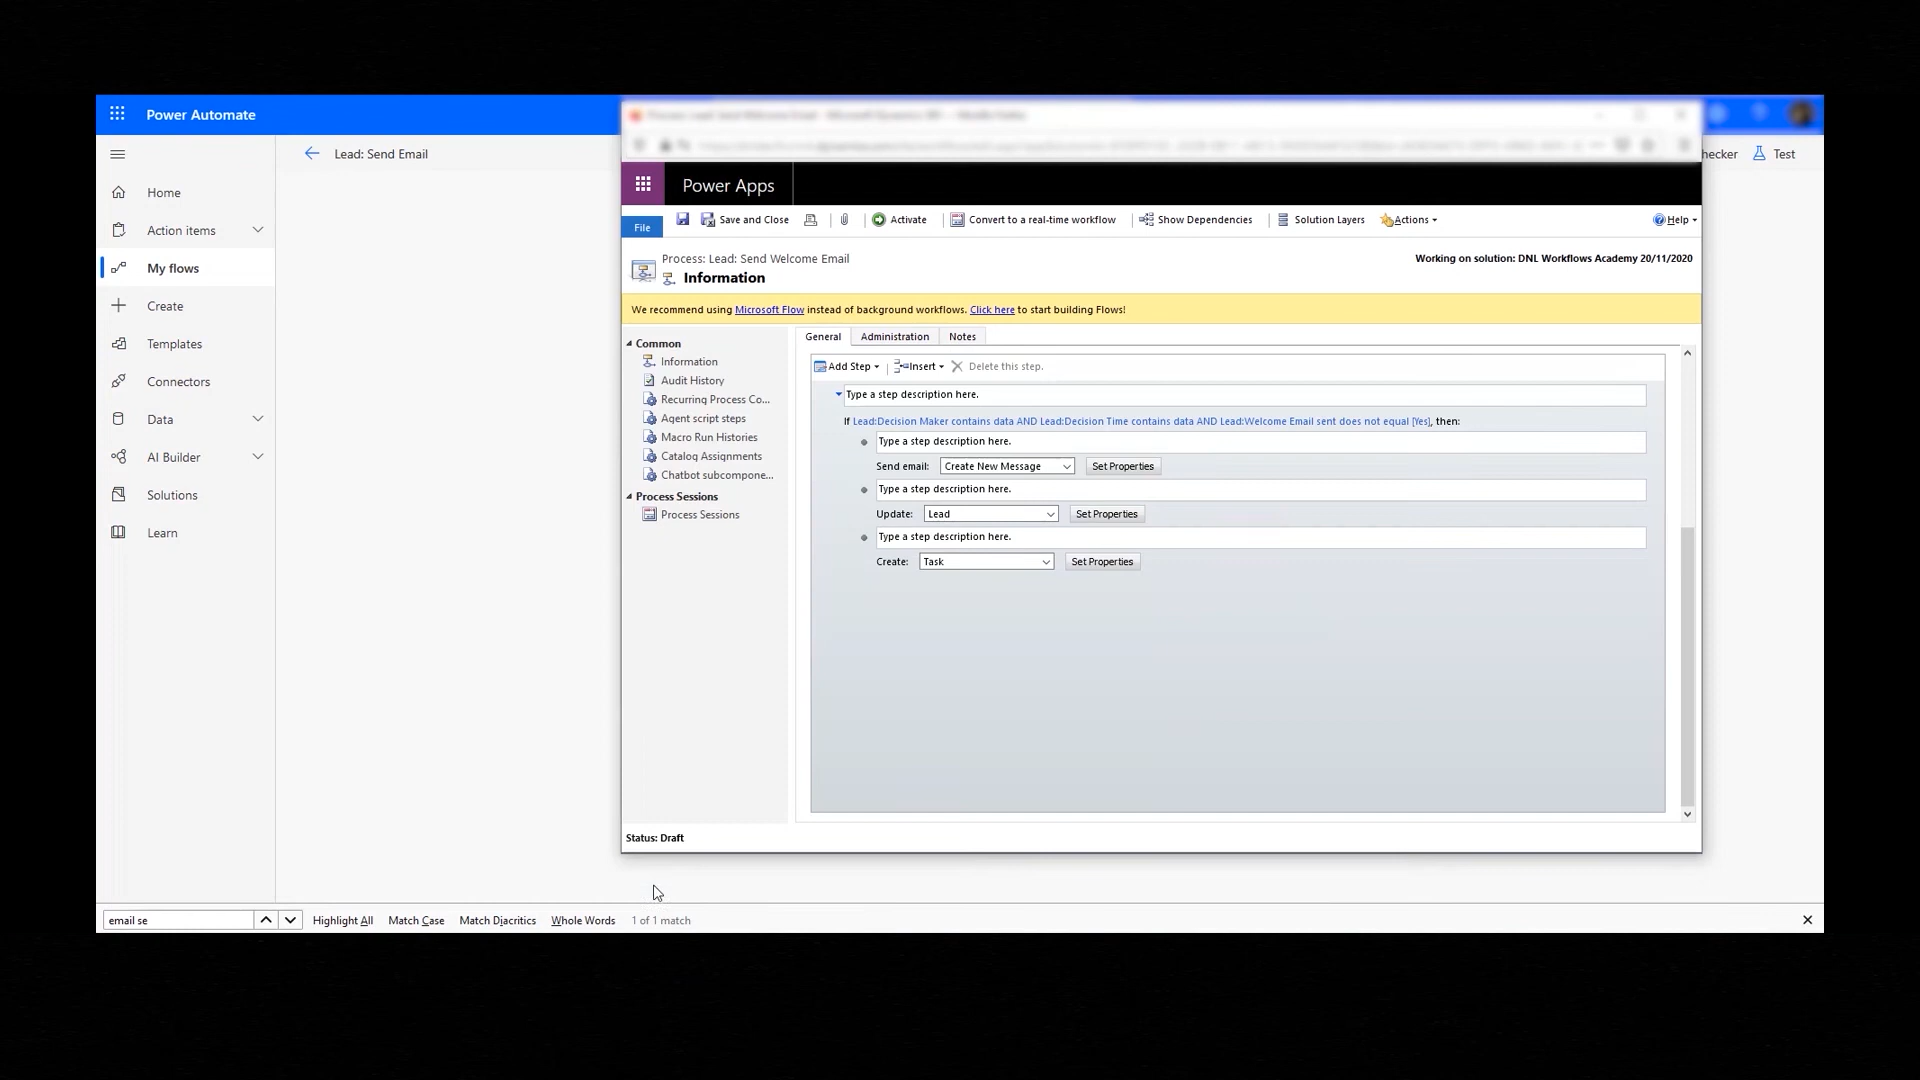 Power Automate
Lead: Send Email
hecker
Test
Home
Action items
My flows
Create
Templates
Connectors
Data
AI Builder
Solutions
Learn
Power Apps
File
Save and Close
Activate
Convert to a real-time workflow
Show Dependencies
Solution Layers
Actions
Help
Process: Lead: Send Welcome Email
Information
Working on solution: DNL Workflows Academy 20/11/2020
We recommend using Microsoft Flow instead of background workflows. Click here to start building Flows!
Common
Information
Audit History
Recurring Process Co...
Agent script steps
Macro Run Histories
Catalog Assignments
Chatbot subcompone...
Process Sessions
Process Sessions
General
Administration
Notes
Add Step
Insert
Delete this step.
Type a step description here.
If Lead:Decision Maker contains data AND Lead:Decision Time contains data AND Lead:Welcome Email sent does not equal [Yes], then:
Type a step description here.
Send email: Create New Message Set Properties
Type a step description here.
Update: Lead Set Properties
Type a step description here.
Create: Task Set Properties
Status: Draft
email se
Highlight All
Match Case
Match Diacritics
Whole Words
1 of 1 match